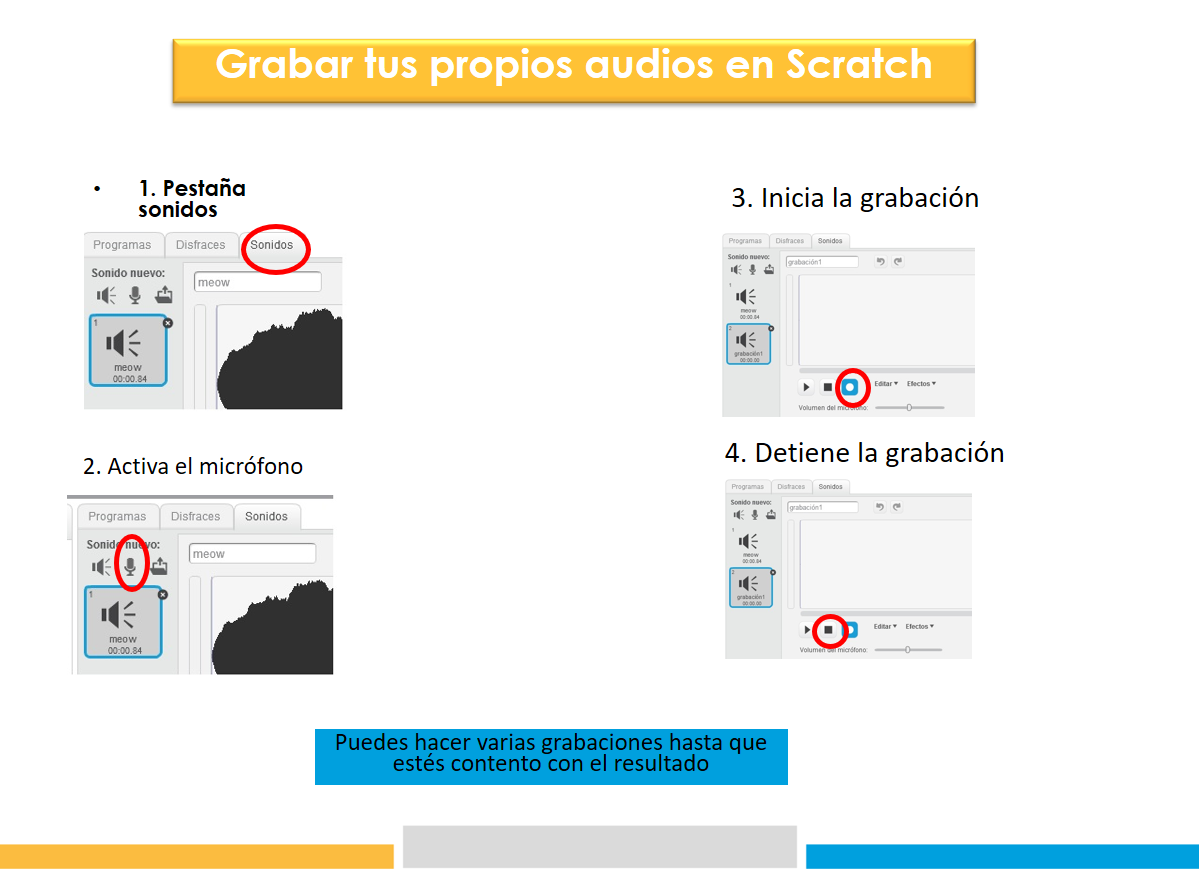 Grabar tus propios audios en Scratch
• 1. Pestaña
sonidos
Programas Disfraces Sonidos
Sonido nuevo:
meow
1
meow
00:00.84
2. Activa el micrófono
Programas Disfraces Sonidos
Sonido nuevo:
meow
1
meow
00:00.84
3. Inicia la grabación
Programas Disfraces Sonidos
Sonido nuevo:
grabación1
1
meow
00:00.84
2
grabación1
00:00.00
Editar Efectos
Volumen del micrófono:
4. Detiene la grabación
Programas Disfraces Sonidos
Sonido nuevo:
grabación1
1
meow
00:00.84
2
grabación1
00:00.00
Editar Efectos
Volumen del micrófono:
Puedes hacer varias grabaciones hasta que
estés contento con el resultado